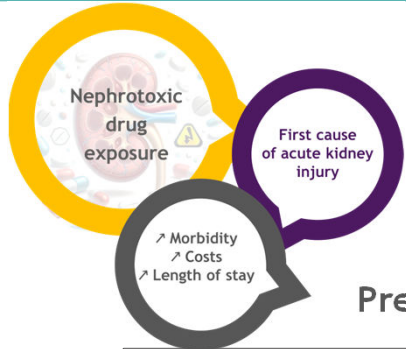 Nephrotoxic
drug
exposure
First cause
of acute kidney
injury
↗ Morbidity
↗ Costs
↗ Length of stay
Pre